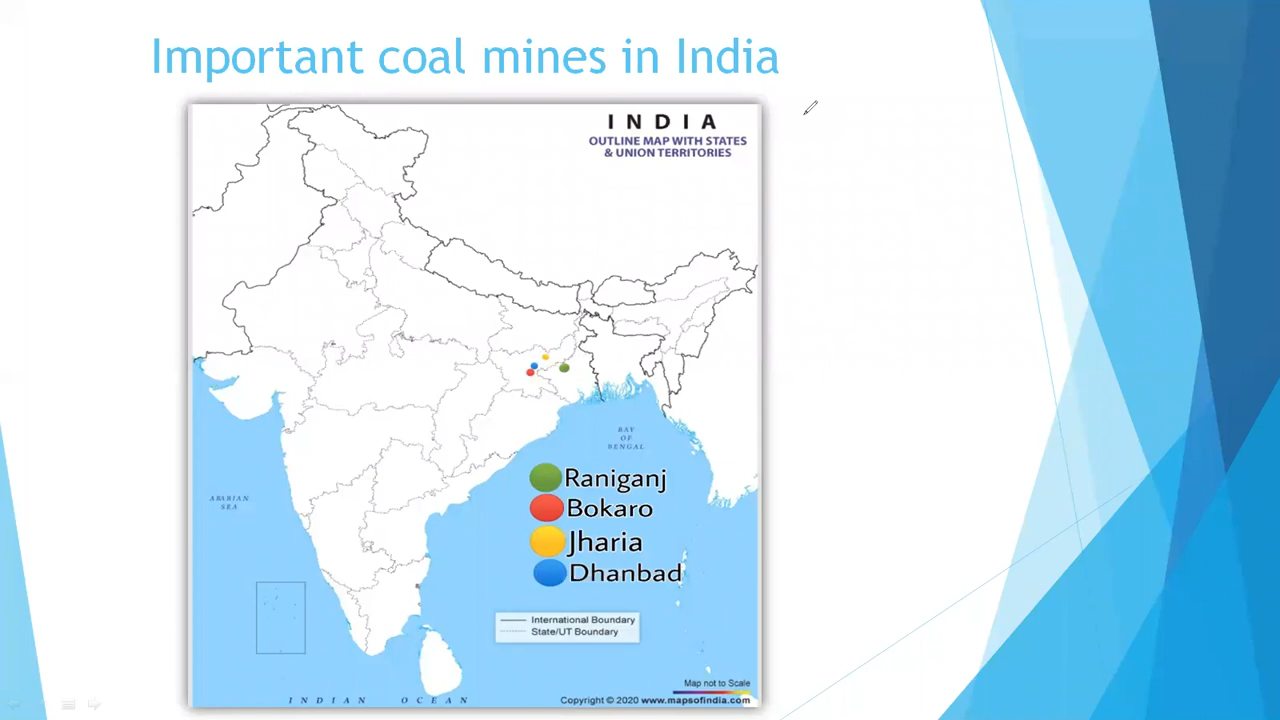 Important coal mines in India
INDIA
OUTLINE MAP WITH STATES
& UNION TERRITORIES
BAY
OF
BENGAL
ARABIAN
SEA
Raniganj
Bokaro
Jharia
Dhanbad
International Boundary
State/UT Boundary
Map not to Scale
INDIAN OCEAN
Copyright © 2020 www.mapsofindia.com